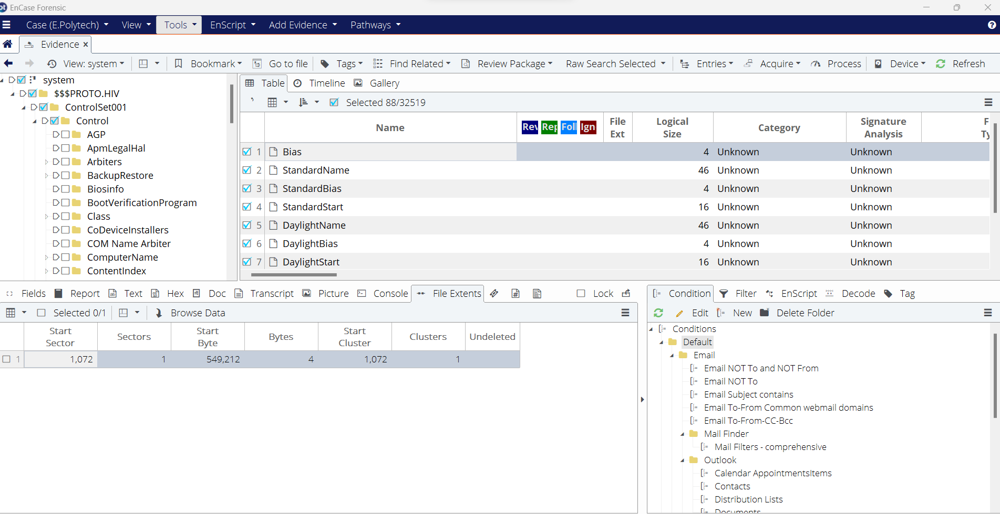 EnCase Forensic
Case (E.Polytech) View Tools EnScript Add Evidence Pathways
Evidence
View: system Bookmark Go to file Tags Find Related Review Package Raw Search Selected Entries Acquire Process Device Refresh
system
$$$PROTO.HIV
ControlSet001
Control
AGP
ApmLegalHal
Arbiters
BackupRestore
Biosinfo
BootVerificationProgram
Class
CoDeviceInstallers
COM Name Arbiter
ComputerName
ContentIndex
Table Timeline Gallery
Selected 88/32519
Name Rev Rep Foll Ign File Ext Logical Size Category Signature Analysis F Ty
1 Bias 4 Unknown Unknown
2 StandardName 46 Unknown Unknown
3 StandardBias 4 Unknown Unknown
4 StandardStart 16 Unknown Unknown
5 DaylightName 46 Unknown Unknown
6 DaylightBias 4 Unknown Unknown
7 DaylightStart 16 Unknown Unknown
Fields Report Text Hex Doc Transcript Picture Console File Extents Lock
Selected 0/1 Browse Data
Start Sector Sectors Start Byte Bytes Start Cluster Clusters Undeleted
1 1,072 1 549,212 4 1,072 1
Condition Filter EnScript Decode Tag
Edit New Delete Folder
Conditions
Default
Email
Email NOT To and NOT From
Email NOT To
Email Subject contains
Email To-From Common webmail domains
Email To-From-CC-Bcc
Mail Finder
Mail Filters - comprehensive
Outlook
Calendar AppointmentsItems
Contacts
Distribution Lists
Documents